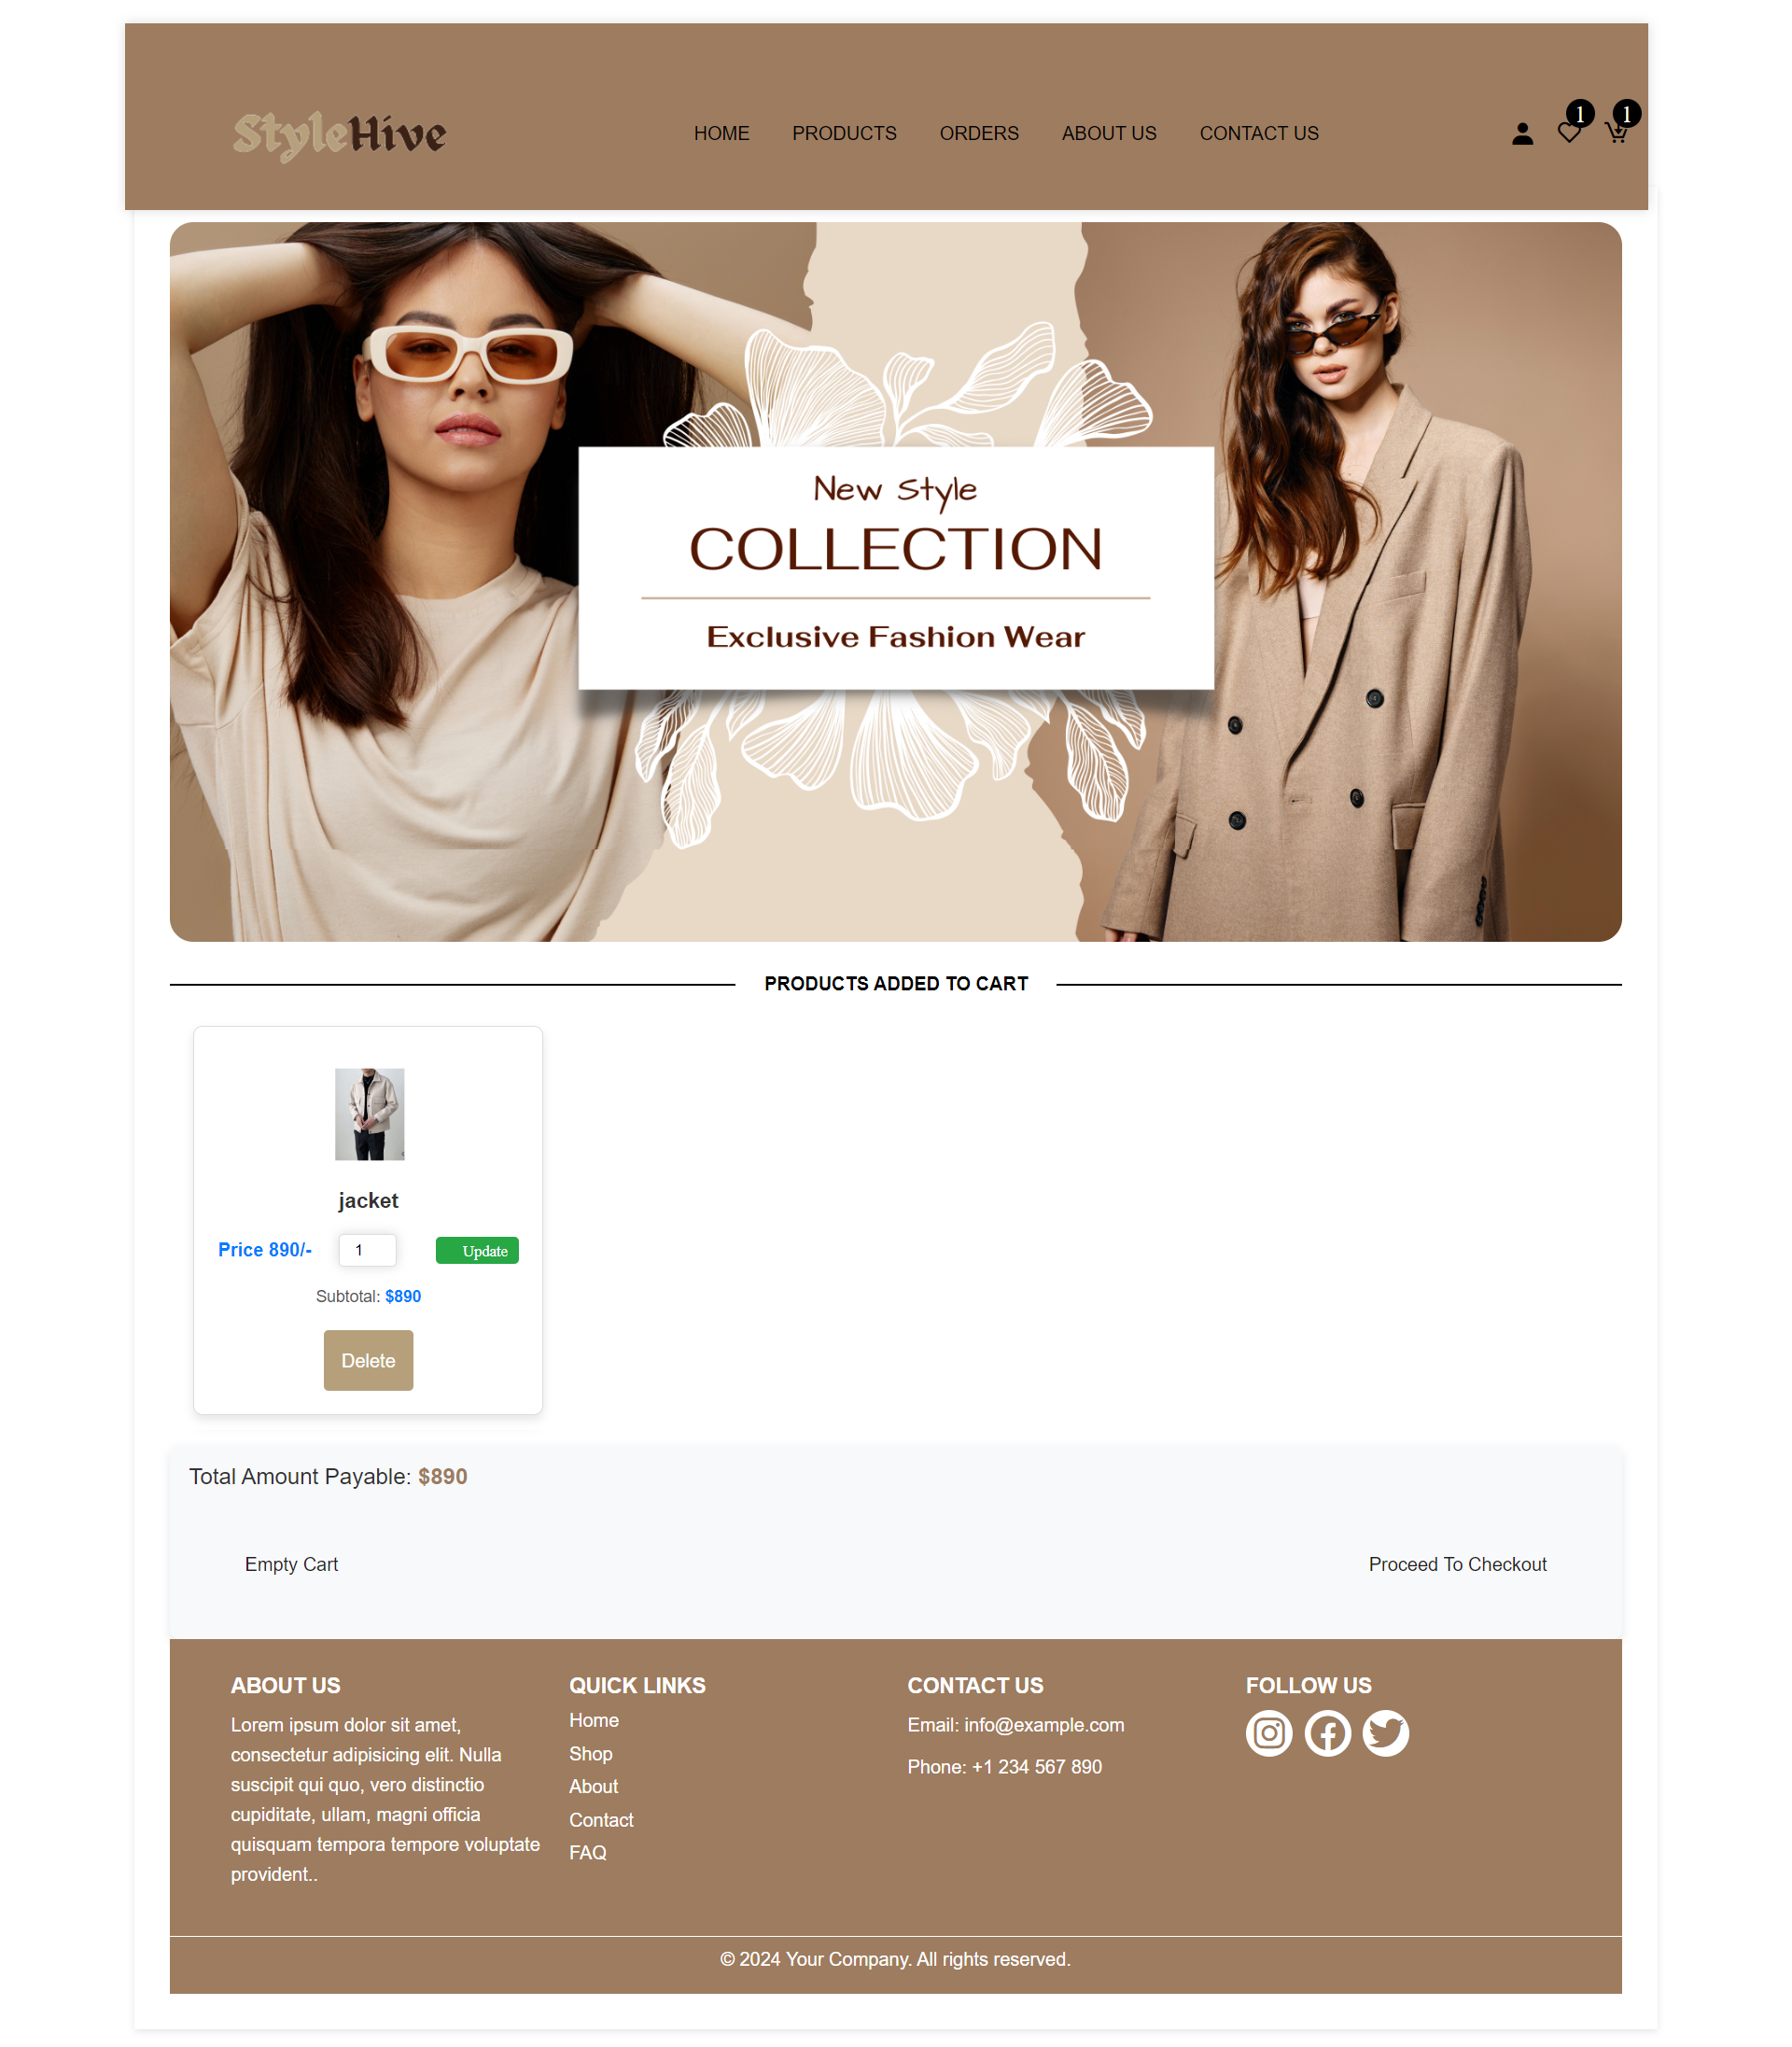 StyleHive
HOME PRODUCTS ORDERS ABOUT US CONTACT US
1 1
New Style
COLLECTION
Exclusive Fashion Wear
PRODUCTS ADDED TO CART
jacket
Price 890/- 1 Update
Subtotal: $890
Delete
Total Amount Payable: $890
Empty Cart Proceed To Checkout
ABOUT US
Lorem ipsum dolor sit amet,
consectetur adipisicing elit. Nulla
suscipit qui quo, vero distinctio
cupiditate, ullam, magni officia
quisquam tempora tempore voluptate
provident..
QUICK LINKS
Home
Shop
About
Contact
FAQ
CONTACT US
Email: info@example.com
Phone: +1 234 567 890
FOLLOW US
© 2024 Your Company. All rights reserved.